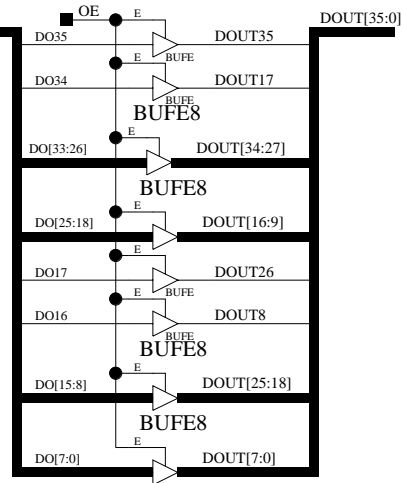 OE E DOUT[35:0]
DO35 DOUT35
E BUFE
DO34 DOUT17
BUFE
BUFE8
E
DO[33:26] DOUT[34:27]
BUFE8
E
DO[25:18] DOUT[16:9]
E
DO17 DOUT26
E BUFE
DO16 DOUT8
BUFE8
E
DO[15:8] DOUT[25:18]
BUFE8
E
DO[7:0] DOUT[7:0]